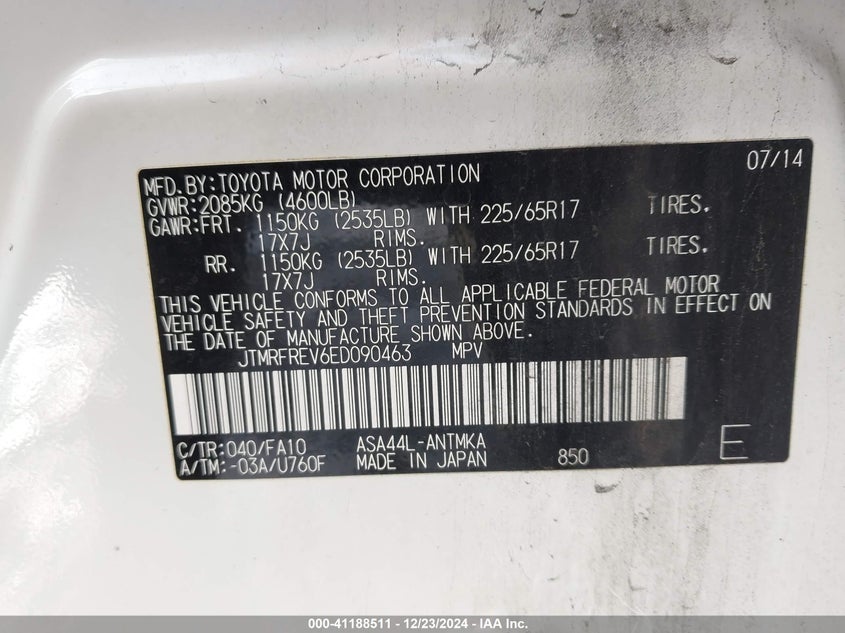 07/14
MFD.BY:TOYOTA MOTOR CORPORATION
GVWR:2085KG (4600LB)
GAWR:FRT. 1150KG (2535LB) WITH 225/65R17 TIRES.
17X7J RIMS.
RR. 1150KG (2535LB) WITH 225/65R17 TIRES.
17X7J RIMS.
THIS VEHICLE CONFORMS TO ALL APPLICABLE FEDERAL MOTOR
VEHICLE SAFETY AND THEFT PREVENTION STANDARDS IN EFFECT ON
THE DATE OF MANUFACTURE SHOWN ABOVE.
JTMRFREV6ED090463 MPV
C/TR:040/FA10 ASA44L-ANTMKA
A/TM:-03A/U760F MADE IN JAPAN 850 E
000-41188511 - 12/23/2024 - IAA Inc.